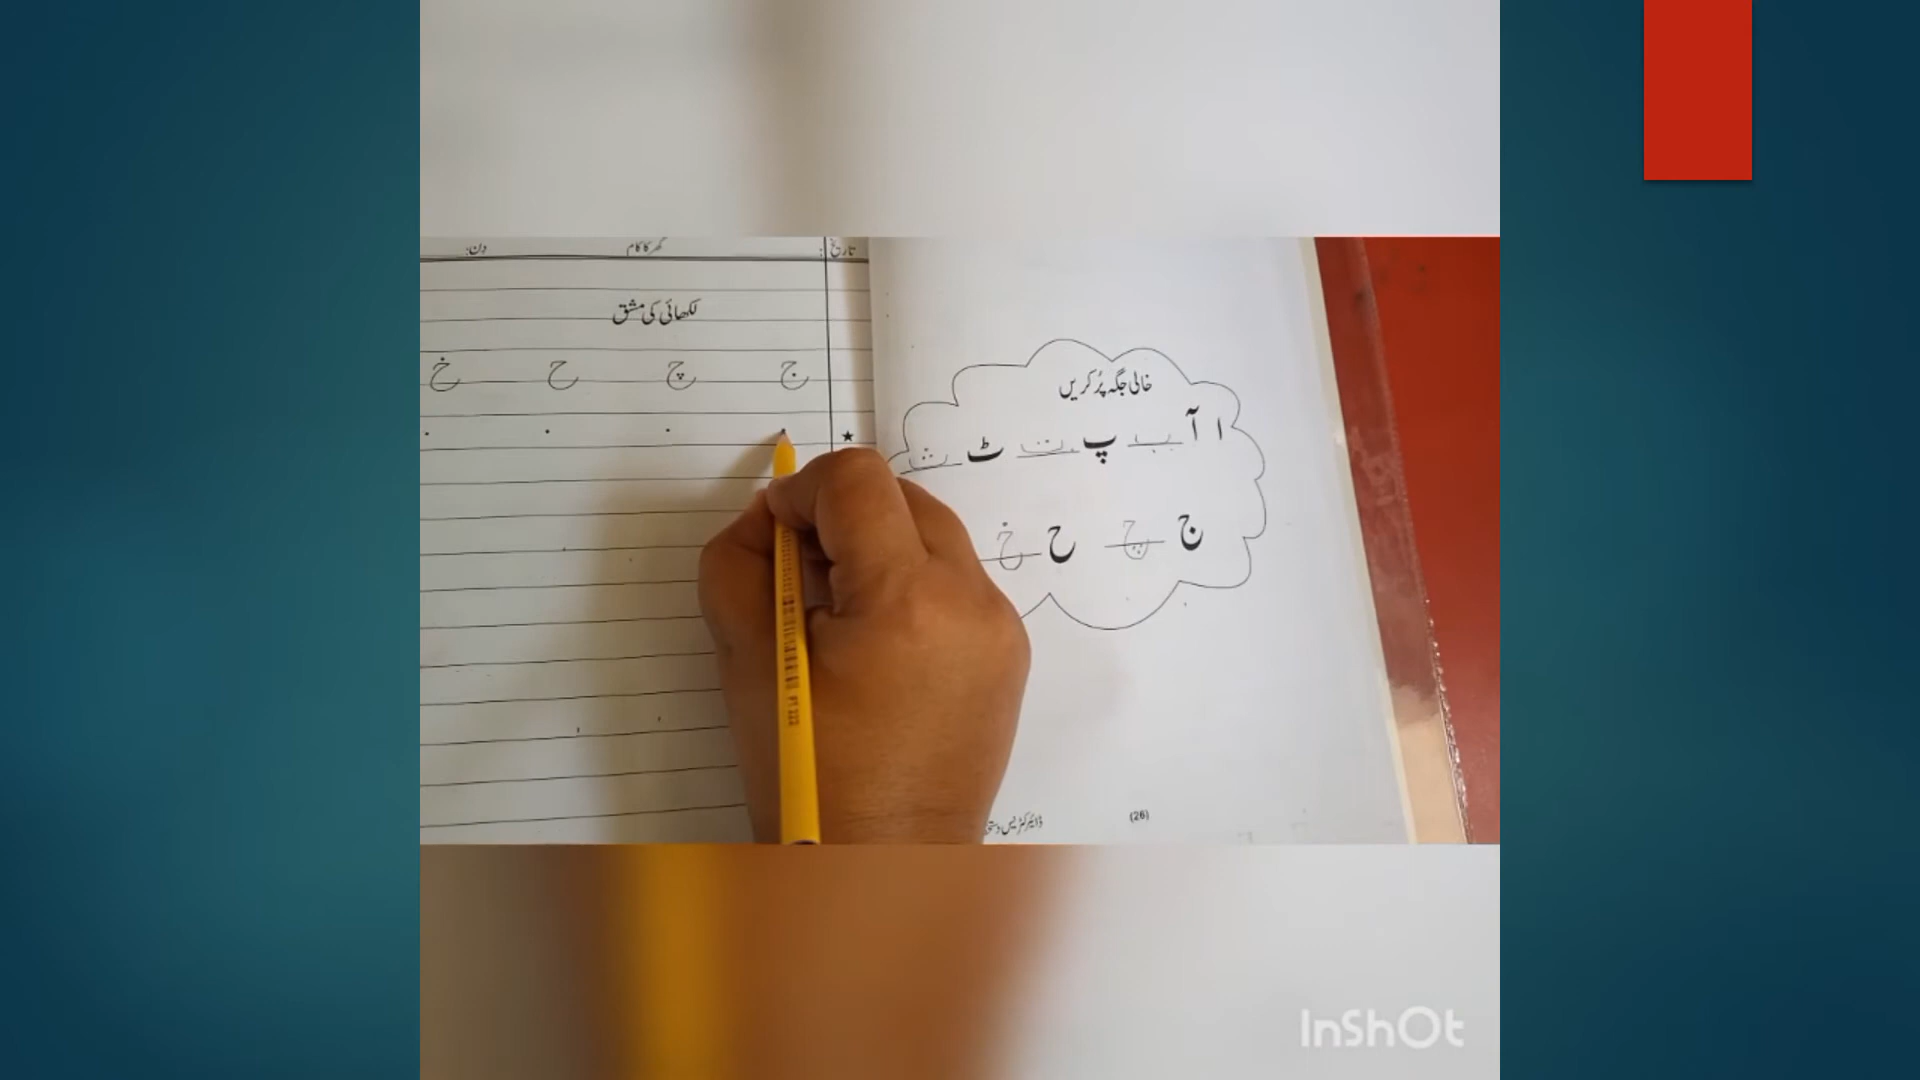 تاریخ: گھر کا کام دن:
لکھائی کی مشق
ج چ ح خ
خالی جگہ پُر کریں
ا آ ب پ ت ٹ ث
ج چ ح خ
(26)
InShOt